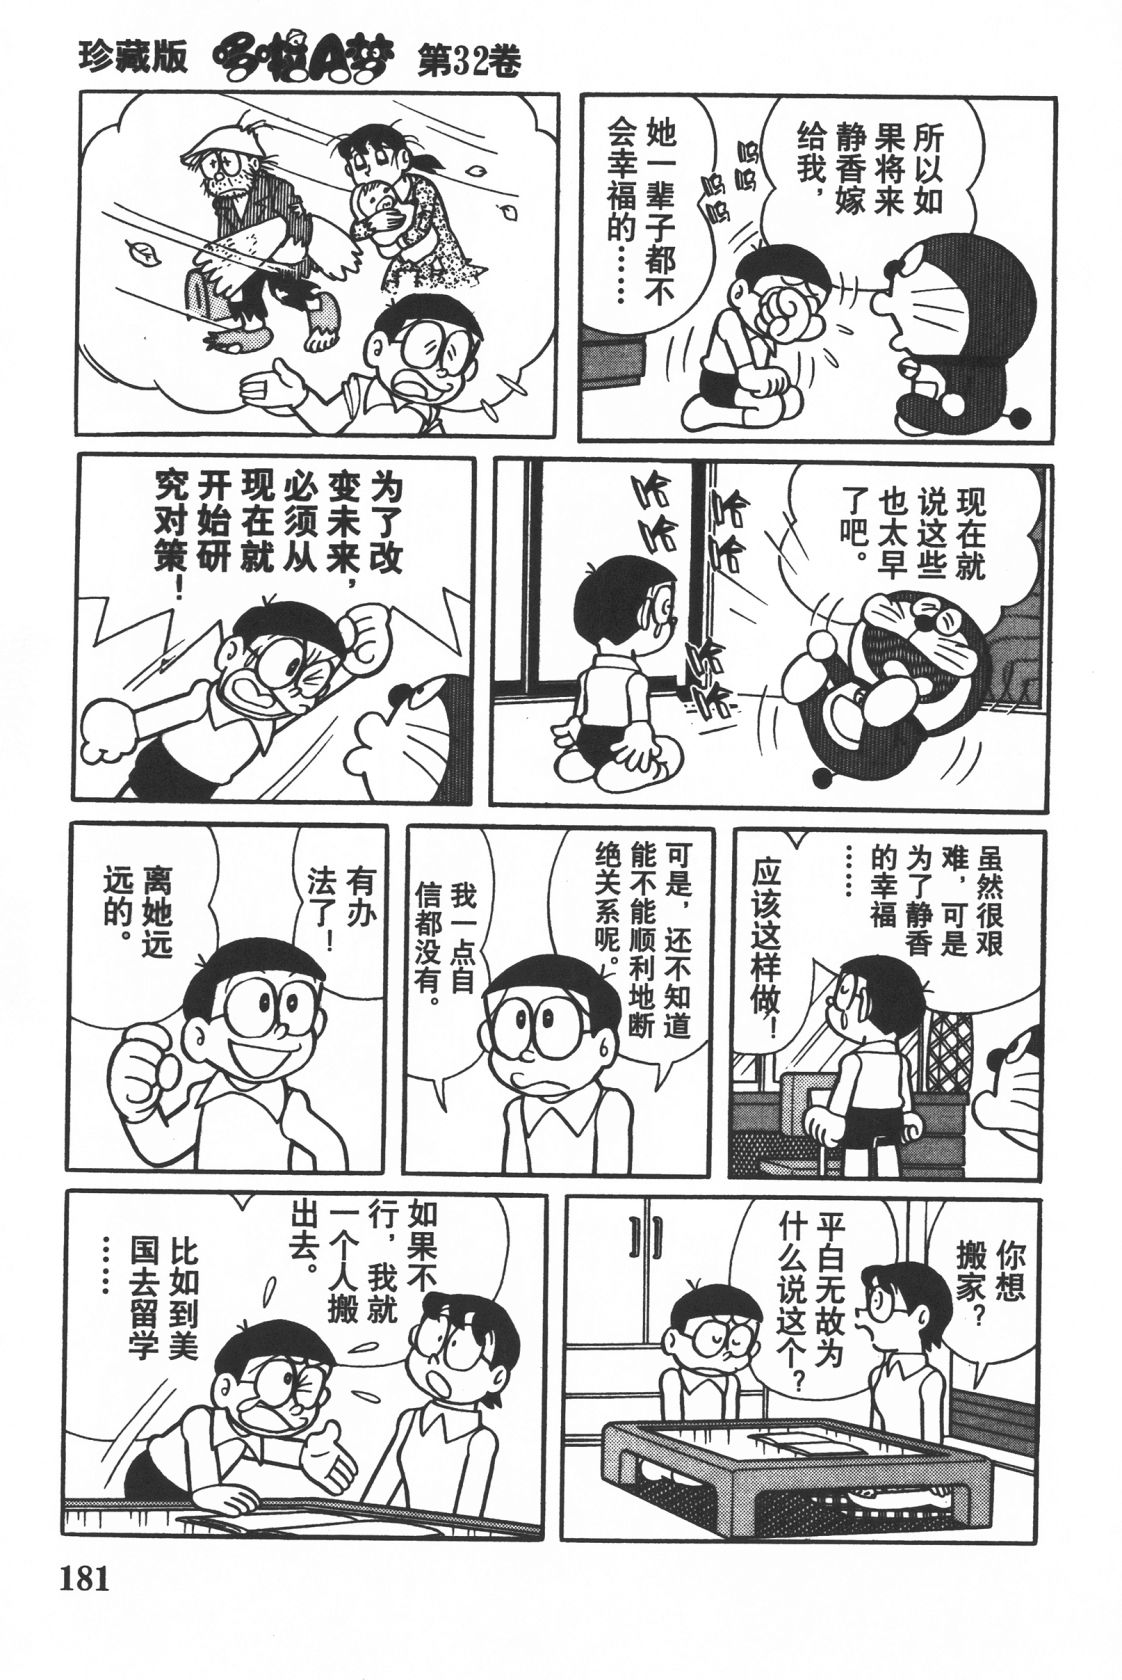 珍藏版 哆啦A梦 第32卷
所以如
果将来
静香嫁
给我,
呜呜
呜呜
她一辈子都不
会幸福的……
现在就
说这些
也太早
了吧。
哈哈
哈哈
哈哈
为了改
变未来,
必须从
现在就
开始研
究对策!
虽然很艰
难,可是
为了静香
的幸福
……
应该这样做!
可是,还不知道
能不能顺利地断
绝关系呢。
我一点自
信都没有。
有办
法了!
离她远
远的。
你想
搬家?
平白无故为
什么说这个?
如果不
行,我就
一个人搬
出去。
比如到美
国去留学
……
181